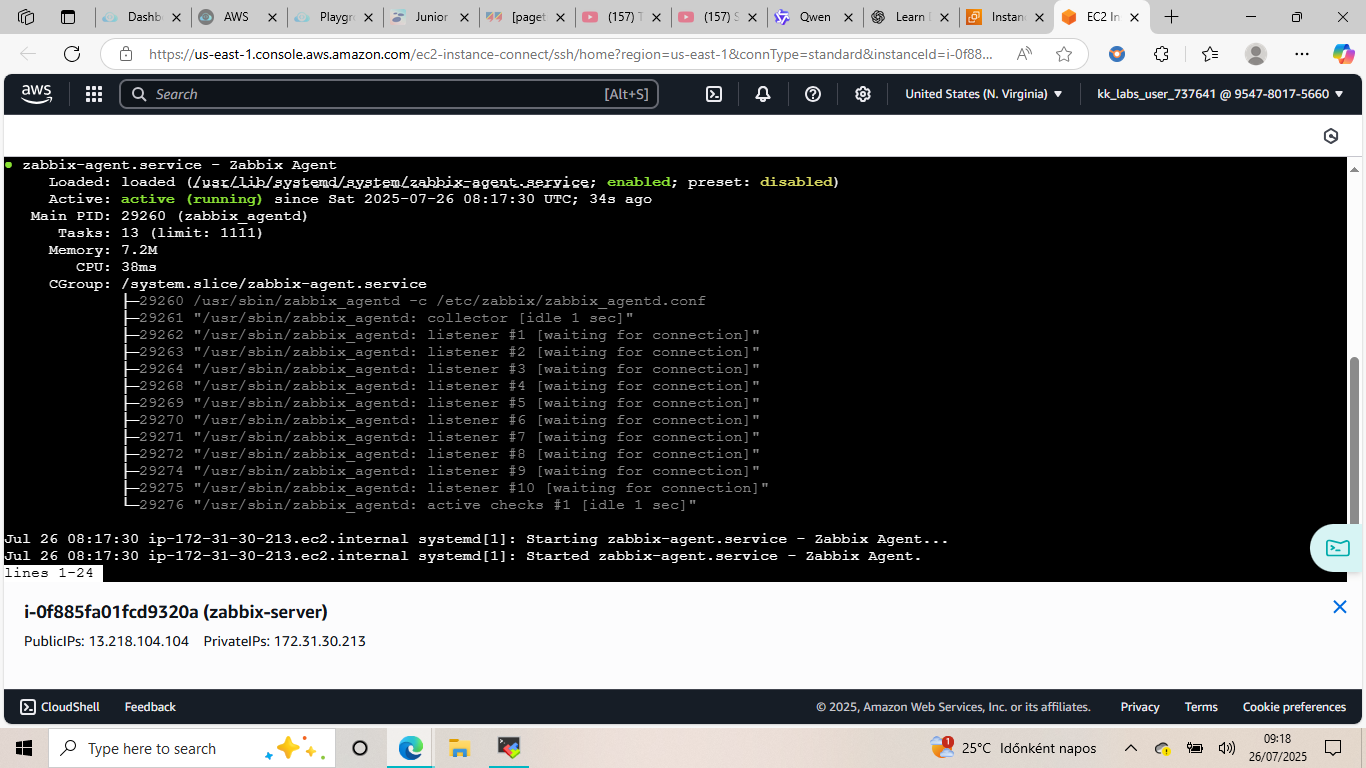 Dashb
AWS
Playgr
Junior
[paget
(157) T
(157) S
Qwen
Learn
Instan
EC2 In
https://us-east-1.console.aws.amazon.com/ec2-instance-connect/ssh/home?region=us-east-1&connType=standard&instanceId=i-0f88...
aws
Search [Alt+S]
United States (N. Virginia)
kk_labs_user_737641 @ 9547-8017-5660
zabbix-agent.service - Zabbix Agent
Loaded: loaded (/usr/lib/systemd/system/zabbix-agent.service; enabled; preset: disabled)
Active: active (running) since Sat 2025-07-26 08:17:30 UTC; 34s ago
Main PID: 29260 (zabbix_agentd)
Tasks: 13 (limit: 1111)
Memory: 7.2M
CPU: 38ms
CGroup: /system.slice/zabbix-agent.service
├─29260 /usr/sbin/zabbix_agentd -c /etc/zabbix/zabbix_agentd.conf
├─29261 "/usr/sbin/zabbix_agentd: collector [idle 1 sec]"
├─29262 "/usr/sbin/zabbix_agentd: listener #1 [waiting for connection]"
├─29263 "/usr/sbin/zabbix_agentd: listener #2 [waiting for connection]"
├─29264 "/usr/sbin/zabbix_agentd: listener #3 [waiting for connection]"
├─29268 "/usr/sbin/zabbix_agentd: listener #4 [waiting for connection]"
├─29269 "/usr/sbin/zabbix_agentd: listener #5 [waiting for connection]"
├─29270 "/usr/sbin/zabbix_agentd: listener #6 [waiting for connection]"
├─29271 "/usr/sbin/zabbix_agentd: listener #7 [waiting for connection]"
├─29272 "/usr/sbin/zabbix_agentd: listener #8 [waiting for connection]"
├─29274 "/usr/sbin/zabbix_agentd: listener #9 [waiting for connection]"
├─29275 "/usr/sbin/zabbix_agentd: listener #10 [waiting for connection]"
└─29276 "/usr/sbin/zabbix_agentd: active checks #1 [idle 1 sec]"
Jul 26 08:17:30 ip-172-31-30-213.ec2.internal systemd[1]: Starting zabbix-agent.service - Zabbix Agent...
Jul 26 08:17:30 ip-172-31-30-213.ec2.internal systemd[1]: Started zabbix-agent.service - Zabbix Agent.
lines 1-24
i-0f885fa01fcd9320a (zabbix-server)
PublicIPs: 13.218.104.104 PrivateIPs: 172.31.30.213
CloudShell Feedback © 2025, Amazon Web Services, Inc. or its affiliates. Privacy Terms Cookie preferences
Type here to search
1
25°C Időnként napos
09:18
26/07/2025